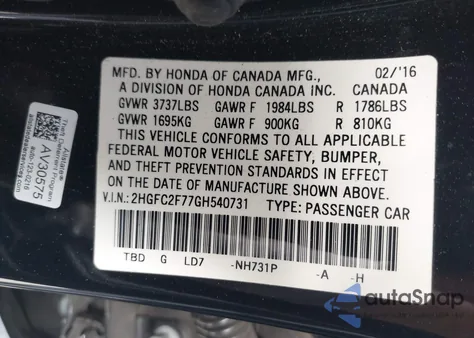 MFD. BY HONDA OF CANADA MFG., 02/'16
A DIVISION OF HONDA CANADA INC. CANADA
GVWR 3737LBS GAWR F 1984LBS R 1786LBS
GVWR 1695KG GAWR F 900KG R 810KG
THIS VEHICLE CONFORMS TO ALL APPLICABLE
FEDERAL MOTOR VEHICLE SAFETY, BUMPER,
AND THEFT PREVENTION STANDARDS IN EFFECT
ON THE DATE OF MANUFACTURE SHOWN ABOVE.
V.I.N.: 2HGFC2F77GH540731 TYPE: PASSENGER CAR
TBD G LD7 -NH731P -A -H
Theft Deterrent Program
AV30575
autoSnap